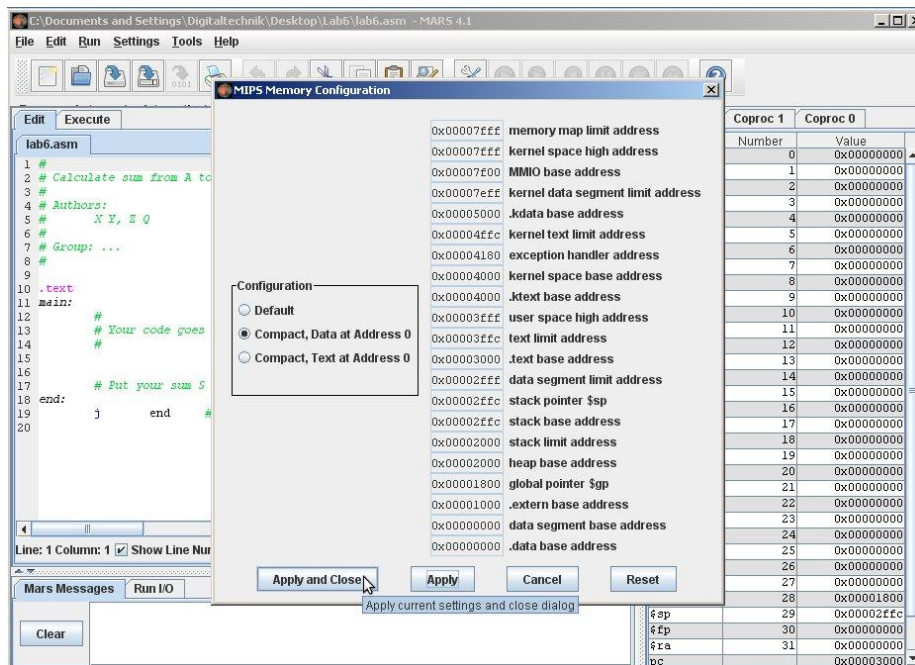 C:\Documents and Settings\Digitaltechnik\Desktop\Lab6\lab6.asm - MARS 4.1
File Edit Run Settings Tools Help
Edit Execute
lab6.asm
1 #
2 # Calculate sum from A to
3 #
4 # Authors:
5 # X Y, Z Q
6 #
7 # Group: ...
8 #
9
10 .text
11 main:
12 #
13 # Your code goes
14 #
15
16
17 # Put your sum S
18 end:
19 j end #
20
Line: 1 Column: 1 Show Line Num
Mars Messages Run I/O
Clear
MIPS Memory Configuration
Configuration
Default
Compact, Data at Address 0
Compact, Text at Address 0
0x00007fff memory map limit address
0x00007fff kernel space high address
0x00007f00 MMIO base address
0x00007eff kernel data segment limit address
0x00005000 .kdata base address
0x00004ffc kernel text limit address
0x00004180 exception handler address
0x00004000 kernel space base address
0x00004000 .ktext base address
0x00003fff user space high address
0x00003ffc text limit address
0x00003000 .text base address
0x00002fff data segment limit address
0x00002ffc stack pointer $sp
0x00002ffc stack base address
0x00002000 stack limit address
0x00002000 heap base address
0x00001800 global pointer $gp
0x00001000 .extern base address
0x00000000 data segment base address
0x00000000 .data base address
Apply and Close Apply Cancel Reset
Apply current settings and close dialog
Coproc 1 Coproc 0
Number Value
0 0x00000000
1 0x00000000
2 0x00000000
3 0x00000000
4 0x00000000
5 0x00000000
6 0x00000000
7 0x00000000
8 0x00000000
9 0x00000000
10 0x00000000
11 0x00000000
12 0x00000000
13 0x00000000
14 0x00000000
15 0x00000000
16 0x00000000
17 0x00000000
18 0x00000000
19 0x00000000
20 0x00000000
21 0x00000000
22 0x00000000
23 0x00000000
24 0x00000000
25 0x00000000
26 0x00000000
27 0x00000000
28 0x00001800
$sp 29 0x00002ffc
$fp 30 0x00000000
$ra 31 0x00000000
pc 0x00003000